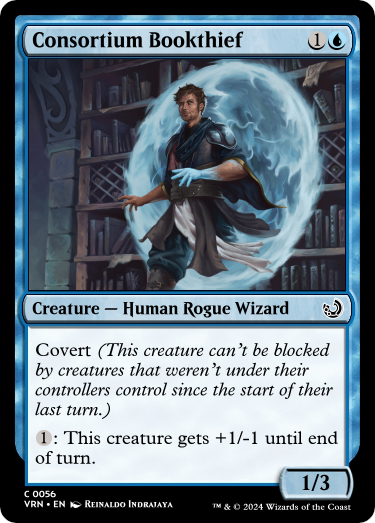 Consortium Bookthief 1
Creature — Human Rogue Wizard
Covert (This creature can't be blocked
by creatures that weren't under their
controllers control since the start of their
last turn.)
1: This creature gets +1/-1 until end
of turn.
1/3
C 0056
VRN • EN Reinaldo Indrajaya
™ & © 2024 Wizards of the Coast